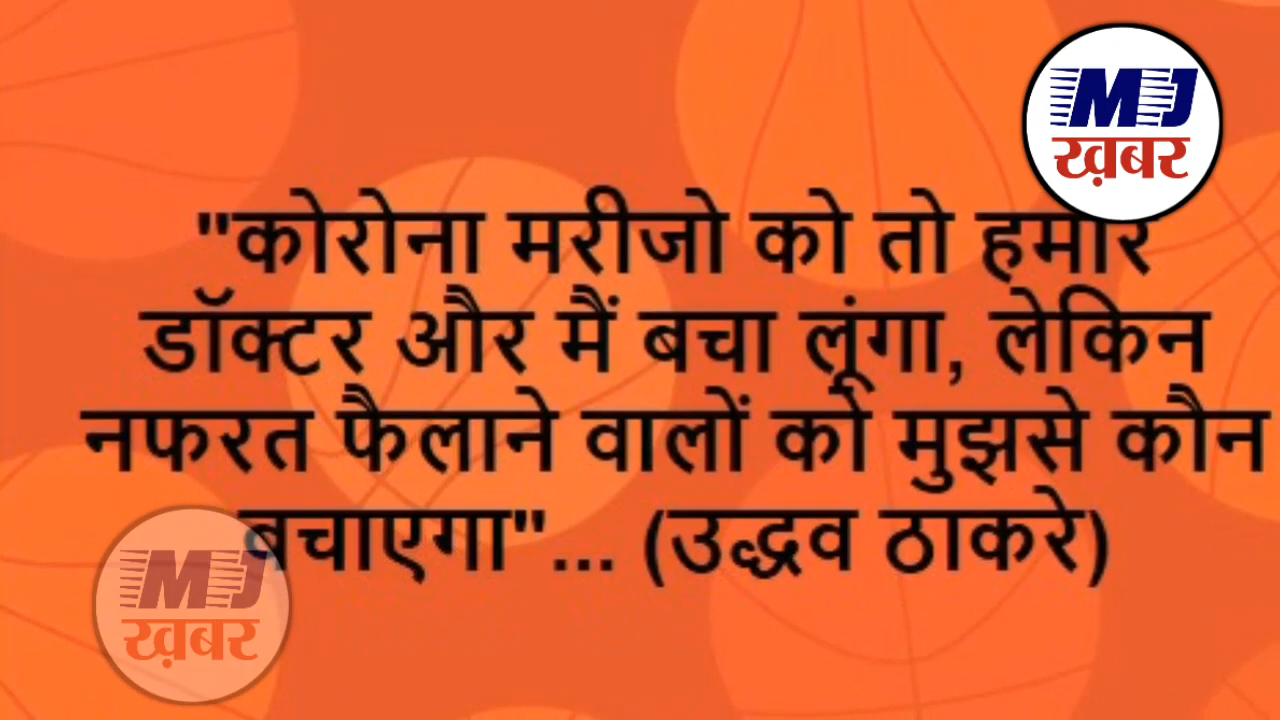 MJ
ख़बर
"कोरोना मरीजो को तो हमारे
डॉक्टर और मैं बचा लूंगा, लेकिन
नफरत फैलाने वालों को मुझसे कौन
बचाएगा"... (उद्धव ठाकरे)
MJ
ख़बर